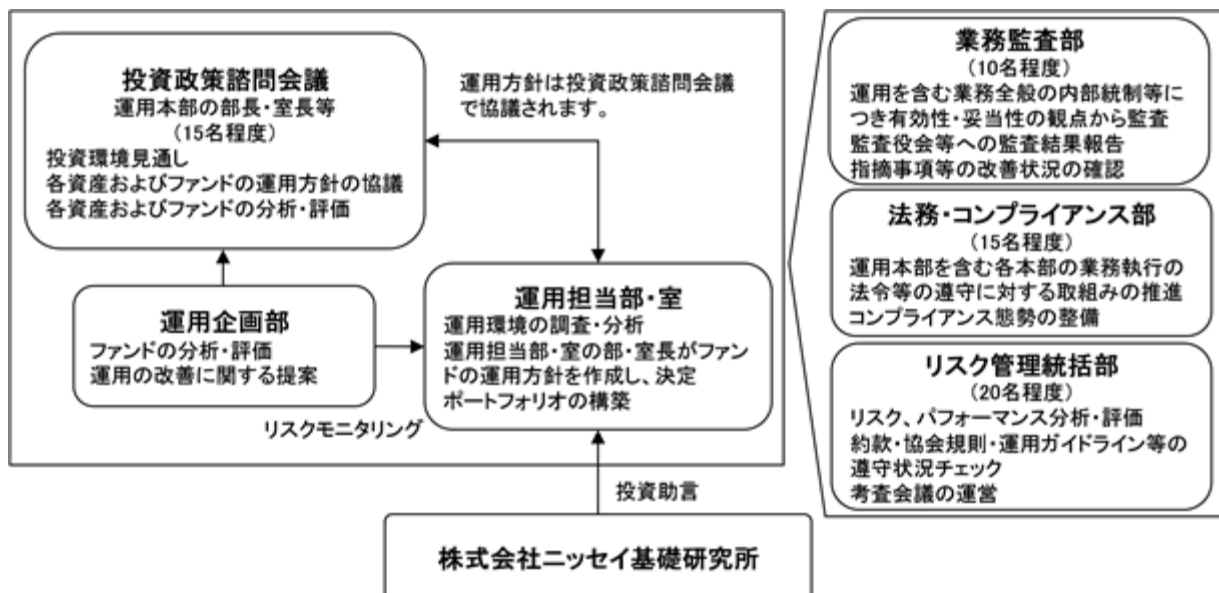 投資政策諮問会議
運用本部の部長・室長等
(15名程度)
投資環境見通し
各資産およびファンドの運用方針の協議
各資産およびファンドの分析・評価
運用方針は投資政策諮問会議
で協議されます。
運用企画部
ファンドの分析・評価
運用の改善に関する提案
リスクモニタリング
運用担当部・室
運用環境の調査・分析
運用担当部・室の部・室長がファン
ドの運用方針を作成し、決定
ポートフォリオの構築
投資助言
株式会社ニッセイ基礎研究所
業務監査部
(10名程度)
運用を含む業務全般の内部統制等に
つき有効性・妥当性の観点から監査
監査役会等への監査結果報告
指摘事項等の改善状況の確認
法務・コンプライアンス部
(15名程度)
運用本部を含む各本部の業務執行の
法令等の遵守に対する取組みの推進
コンプライアンス態勢の整備
リスク管理統括部
(20名程度)
リスク、パフォーマンス分析・評価
約款・協会規則・運用ガイドライン等の
遵守状況チェック
考査会議の運営